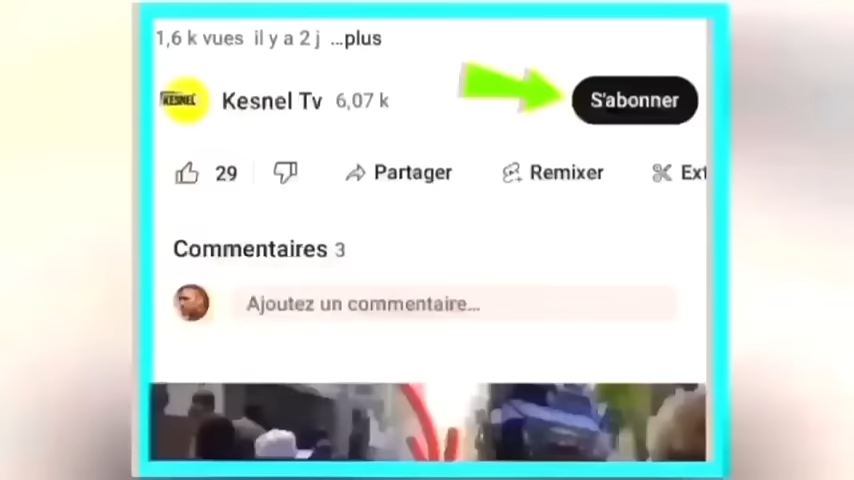 1,6 k vues il y a 2 j ...plus
KESNEL
Kesnel Tv 6,07 k
S'abonner
29 Partager Remixer Ext
Commentaires 3
Ajoutez un commentaire...